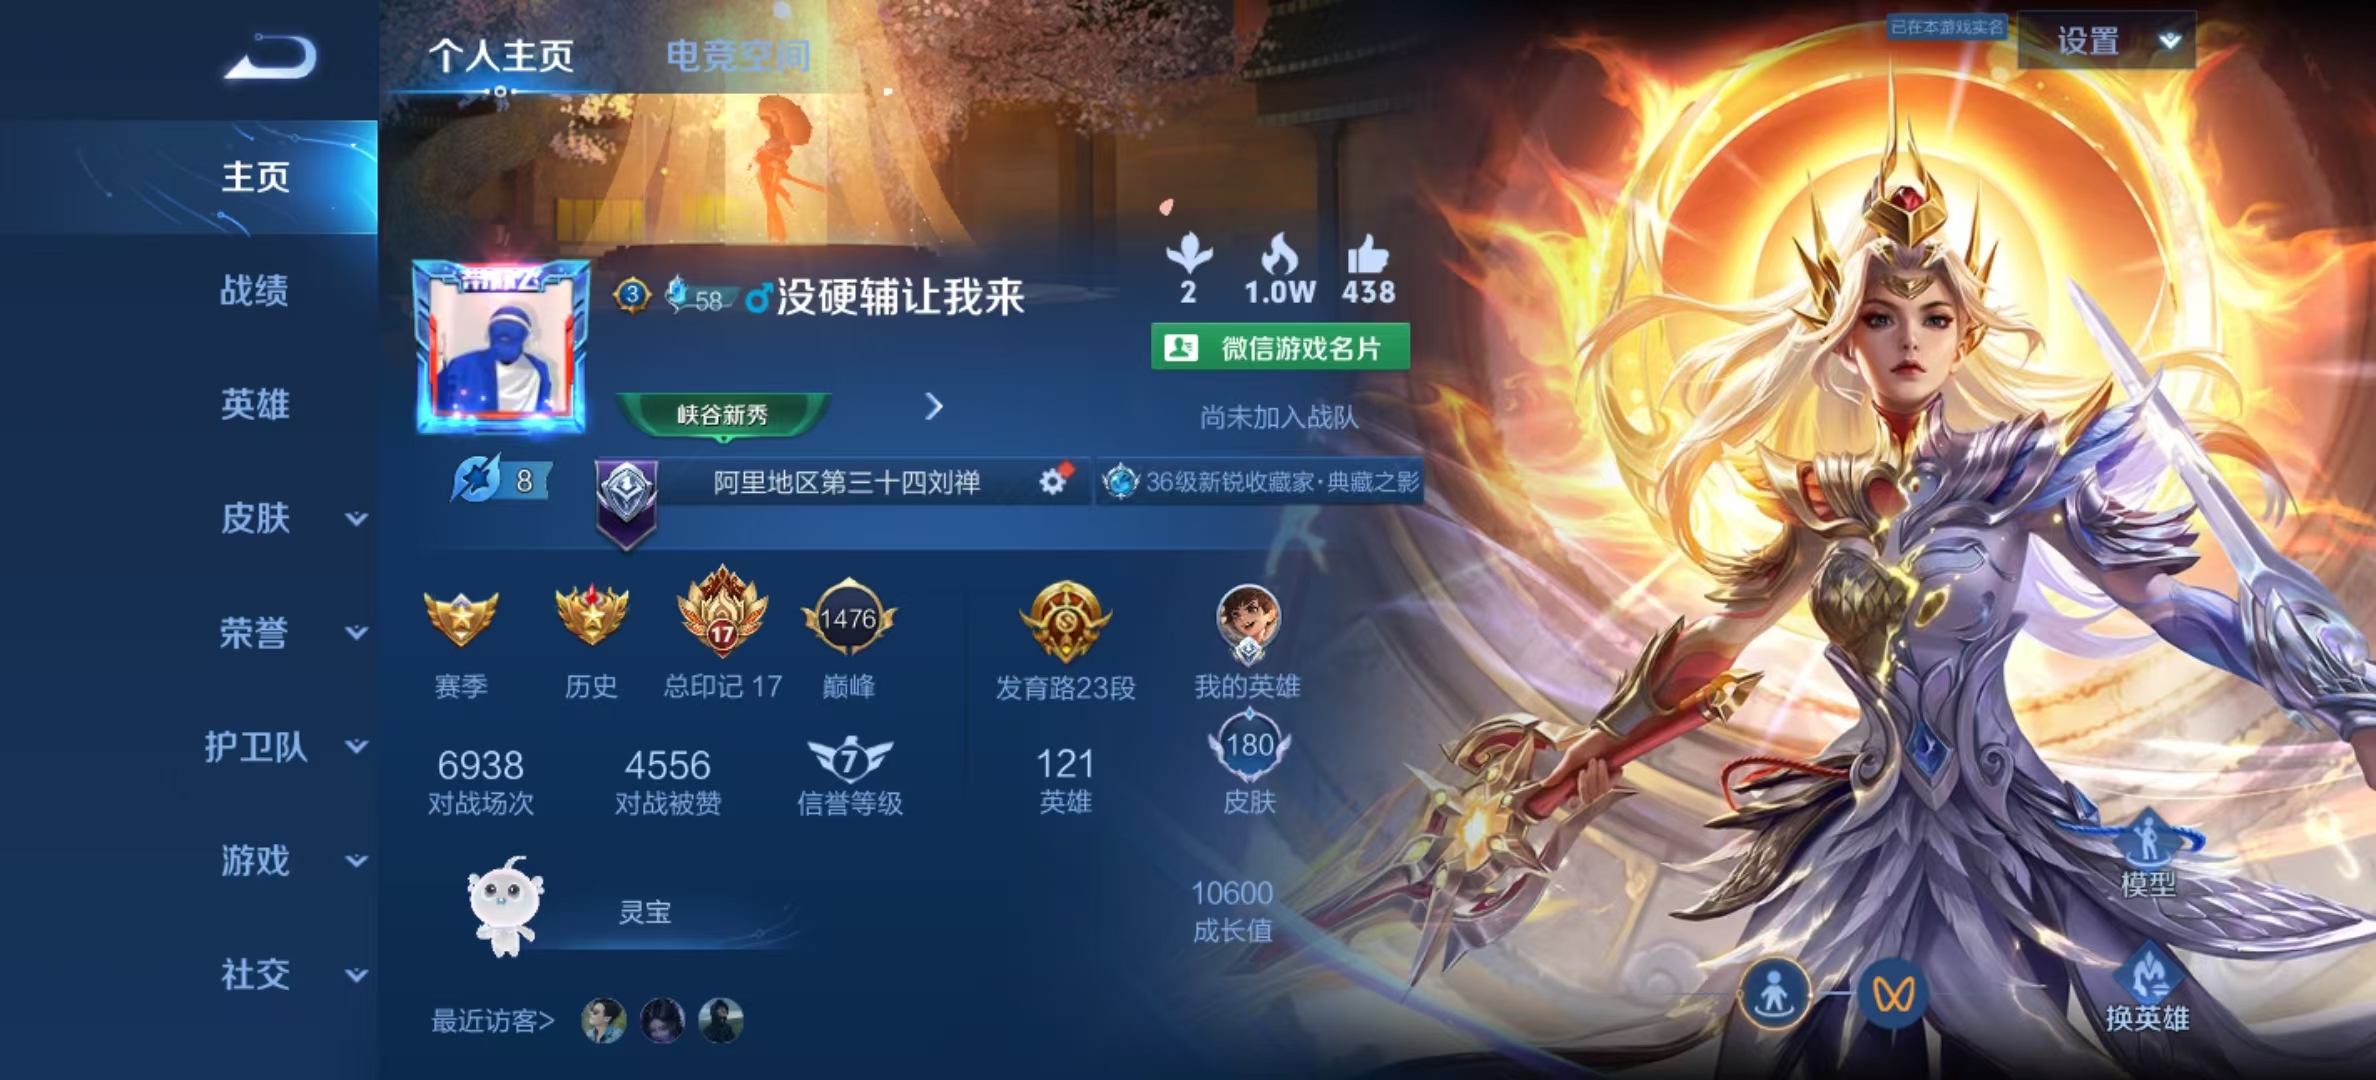 个人主页
电竞空间
已在本游戏实名
设置
主页
战绩
英雄
皮肤
荣誉
护卫队
游戏
社交
3
58
没硬辅让我来
2
1.0W
438
微信游戏名片
峡谷新秀
尚未加入战队
8
阿里地区第三十四刘禅
36级新锐收藏家·典藏之影
17
1476
赛季
历史
总印记 17
巅峰
发育路23段
我的英雄
6938
对战场次
4556
对战被赞
7
信誉等级
121
英雄
180
皮肤
灵宝
10600
成长值
最近访客>
模型
换英雄